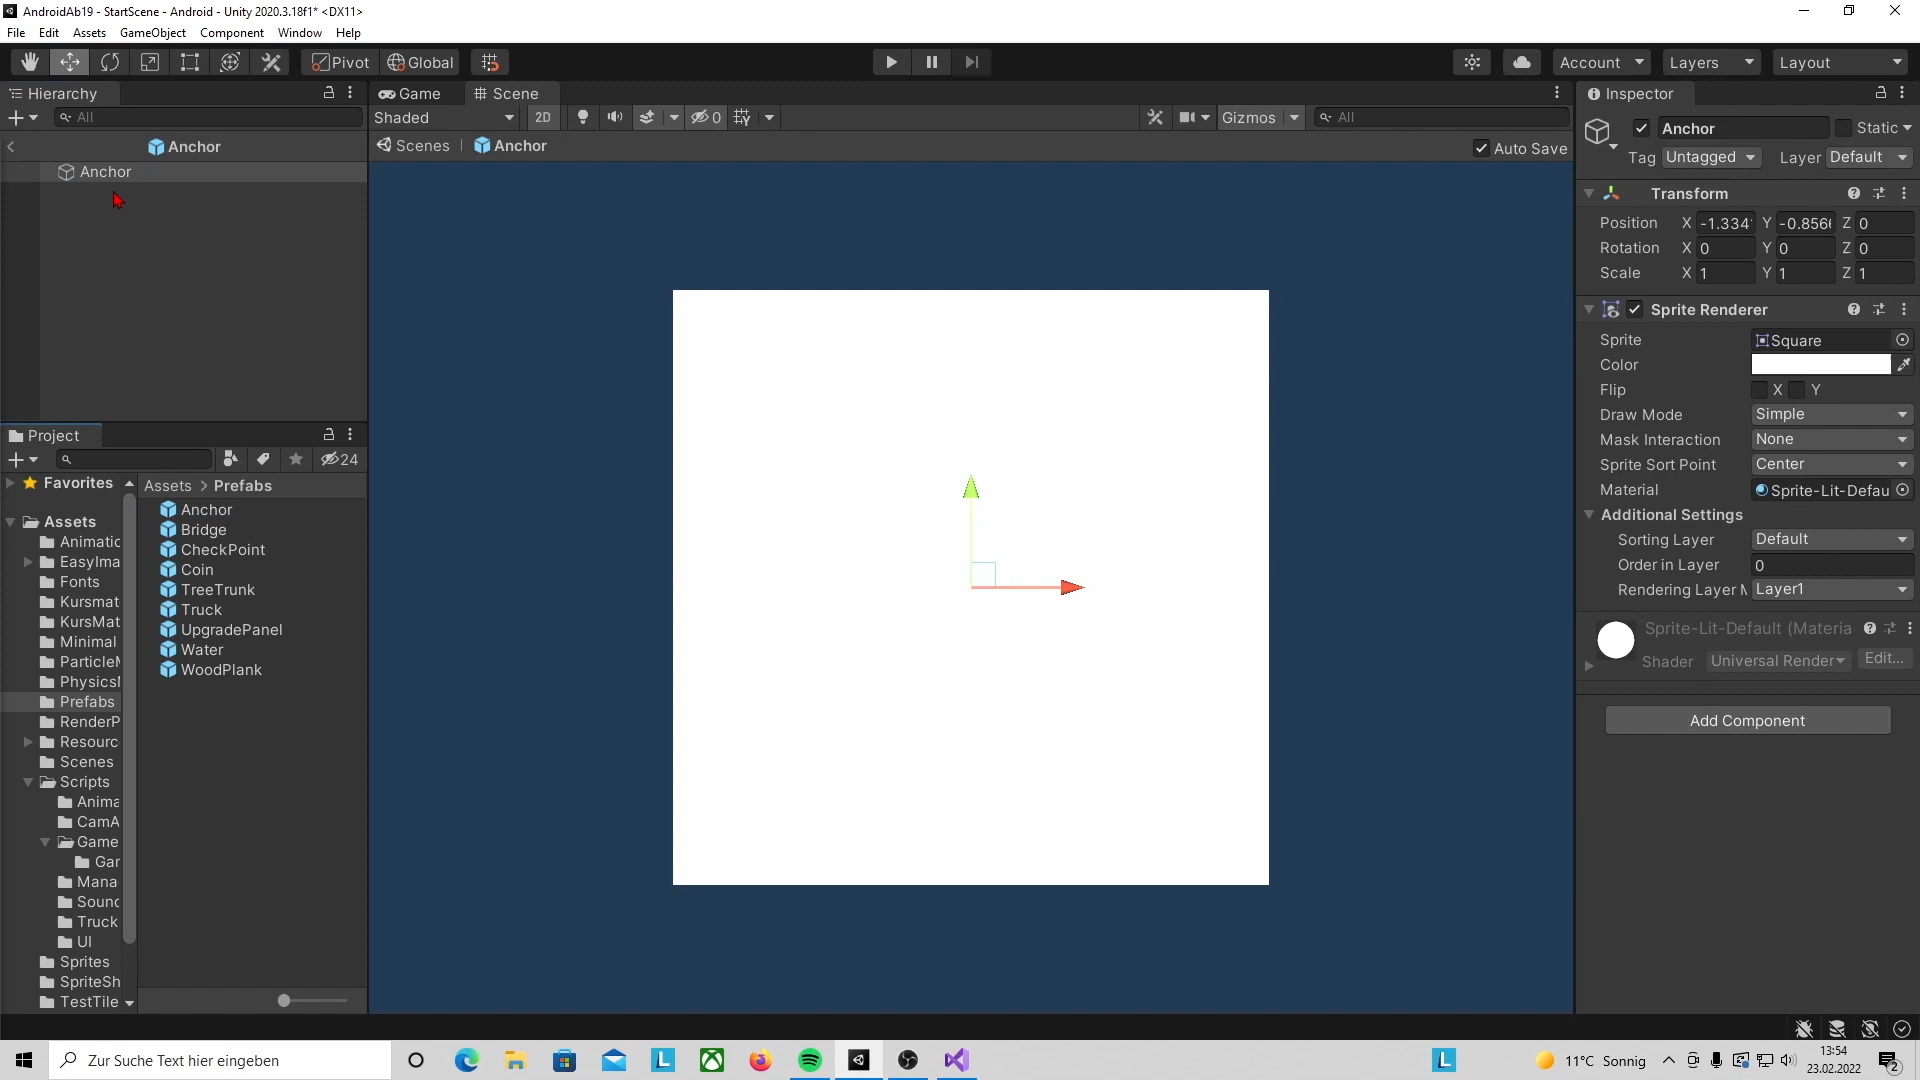 AndroidAb19 - StartScene - Android - Unity 2020.3.18f1* <DX11>
File Edit Assets GameObject Component Window Help
Pivot Global Account Layers Layout
Hierarchy
All
Anchor
Anchor
Game Scene
Shaded 2D 0 Gizmos All
Scenes Anchor Auto Save
Project
24
Favorites
Assets
Animatic
EasyIma
Fonts
Kursmat
KursMat
Minimal
ParticleM
PhysicsM
Prefabs
RenderP
Resourc
Scenes
Scripts
Anima
CamA
Game
Gar
Mana
Sound
Truck
UI
Sprites
SpriteSh
TestTile
Assets > Prefabs
Anchor
Bridge
CheckPoint
Coin
TreeTrunk
Truck
UpgradePanel
Water
WoodPlank
Inspector
Anchor Static
Tag Untagged Layer Default
Transform
Position X -1.334 Y -0.856 Z 0
Rotation X 0 Y 0 Z 0
Scale X 1 Y 1 Z 1
Sprite Renderer
Sprite Square
Color
Flip X Y
Draw Mode Simple
Mask Interaction None
Sprite Sort Point Center
Material Sprite-Lit-Defau
Additional Settings
Sorting Layer Default
Order in Layer 0
Rendering Layer M Layer1
Sprite-Lit-Default (Materia
Shader Universal Render Edit...
Add Component
Zur Suche Text hier eingeben
11°C Sonnig
13:54
23.02.2022
2